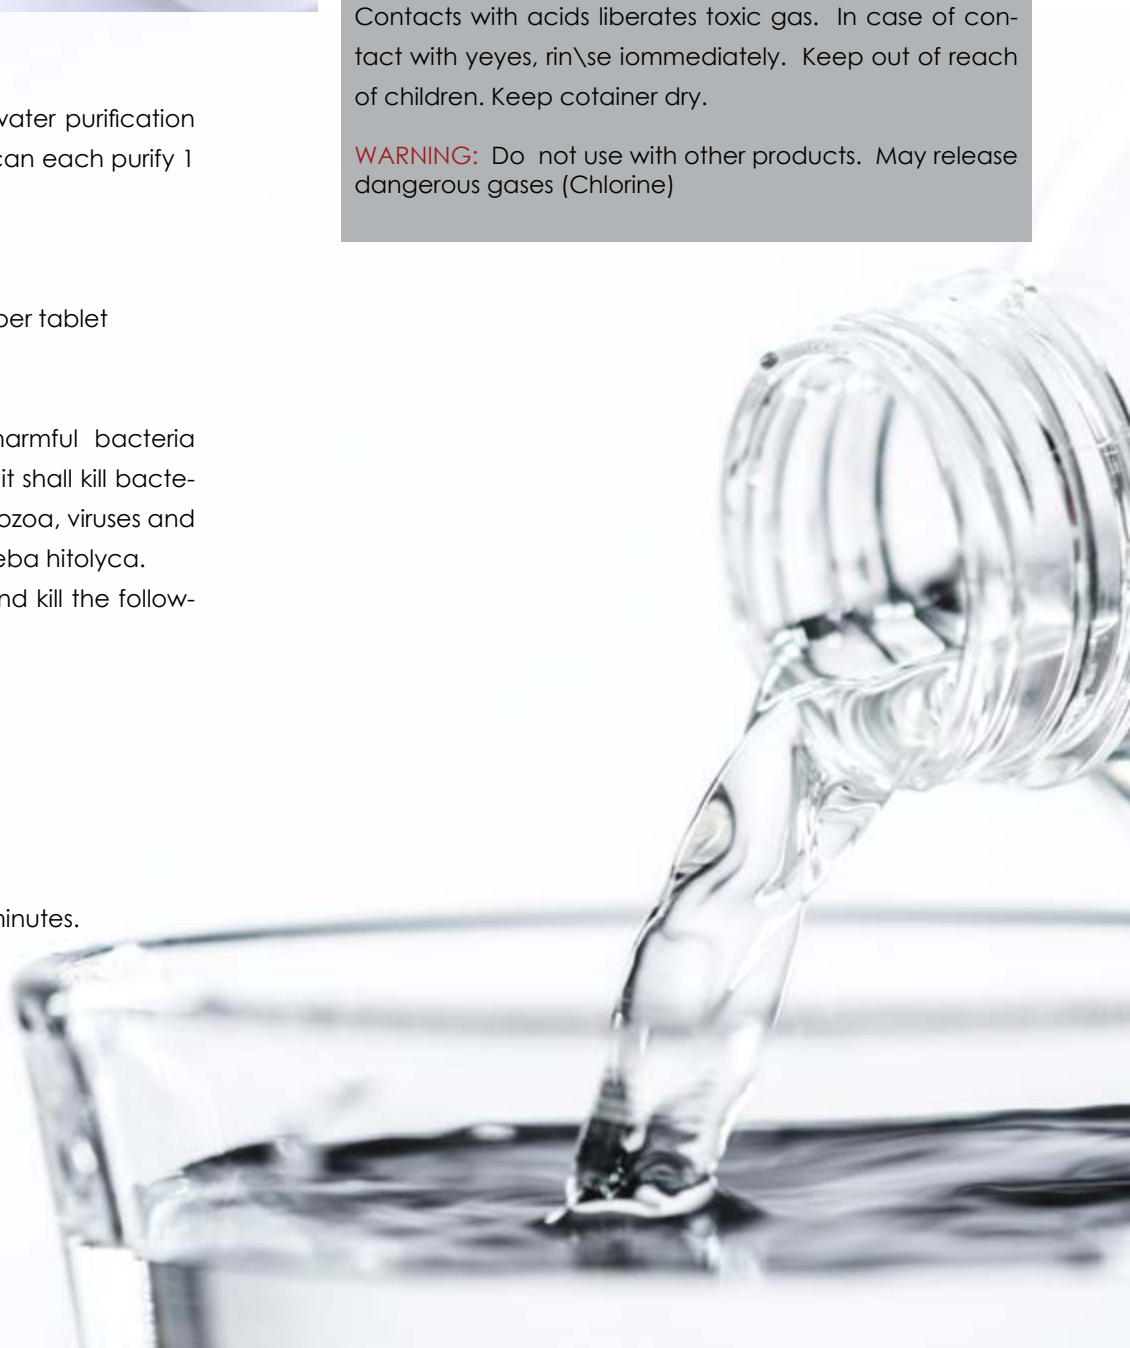 vater purification
can each purify 1
per tablet
harmful bacteria
it shall kill bacte-
ozoa, viruses and
eba hitolyca.
nd kill the follow-
ninutes.
Contacts with acids liberates toxic gas. In case of con-
tact with yeyes, rin\se iommediately. Keep out of reach
of children. Keep cotainer dry.
WARNING: Do not use with other products. May release
dangerous gases (Chlorine)